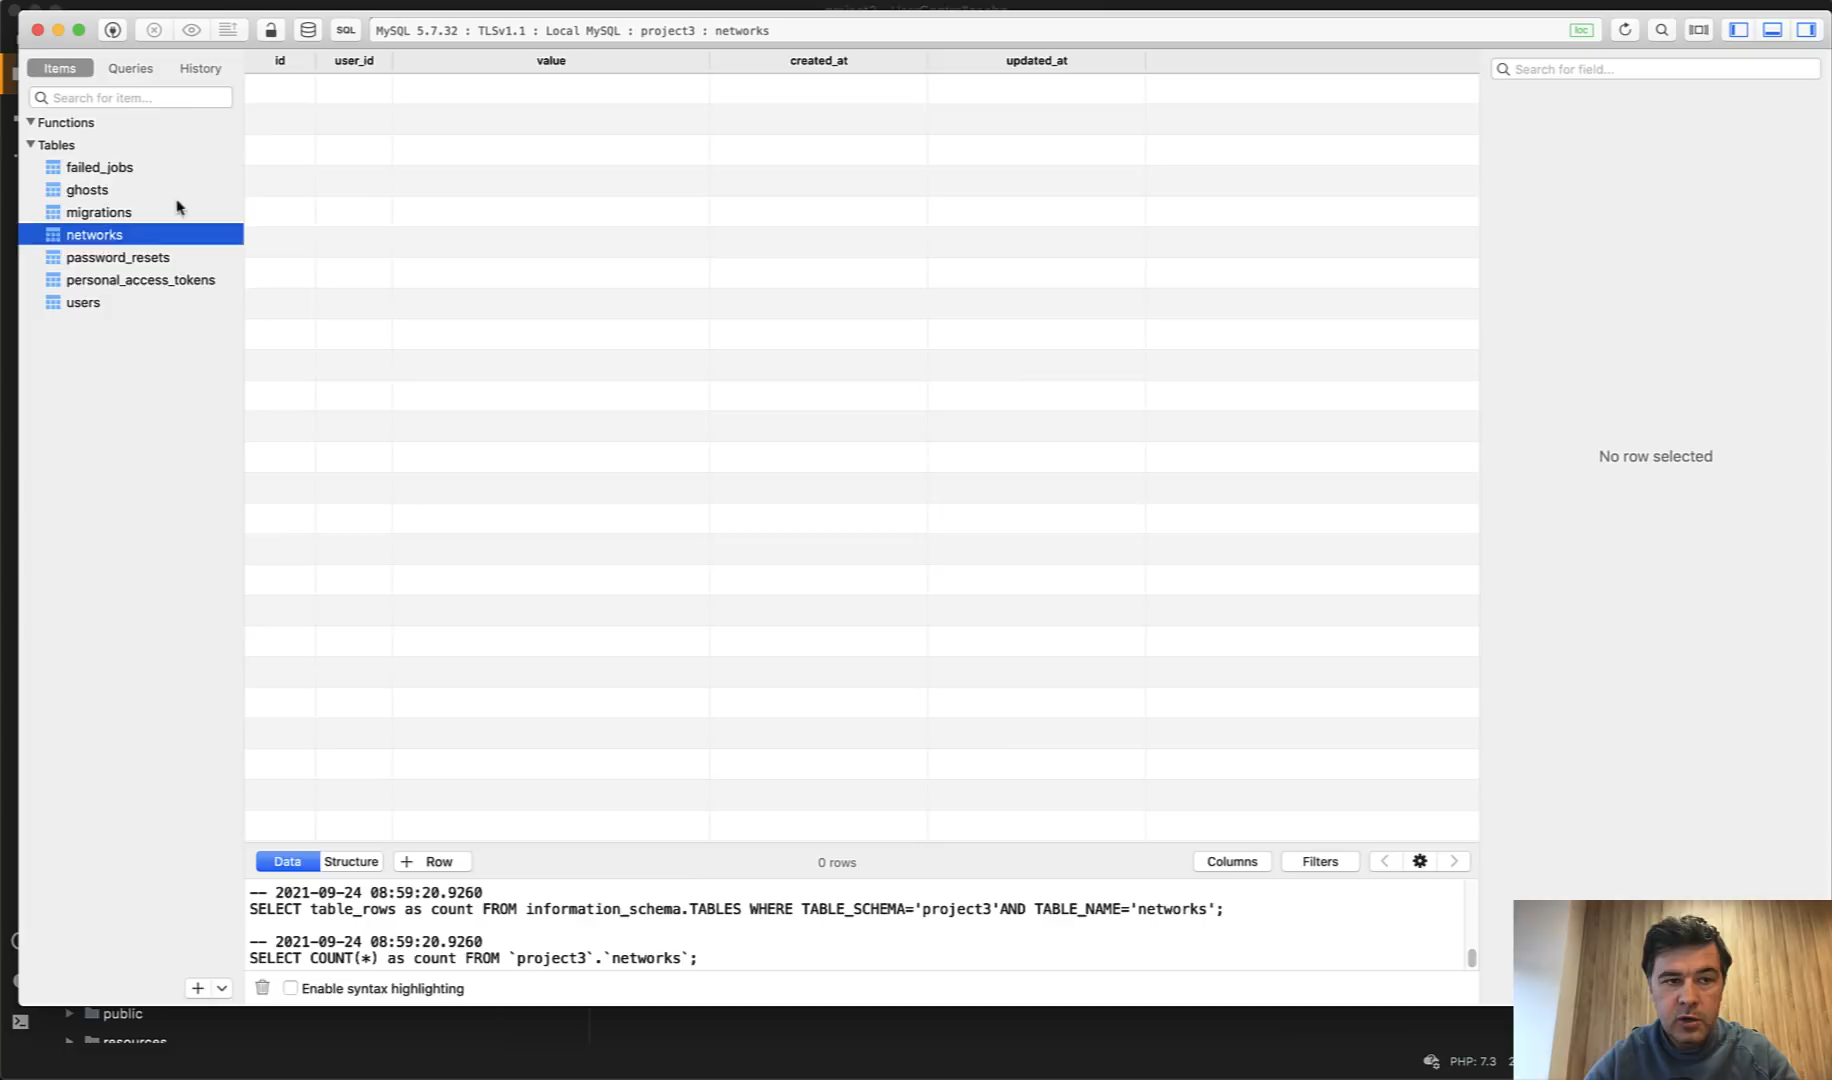 SQL
MySQL 5.7.32 : TLSv1.1 : Local MySQL : project3 : networks
loc
Items
Queries
History
Search for item...
Functions
Tables
failed_jobs
ghosts
migrations
networks
password_resets
personal_access_tokens
users
id
user_id
value
created_at
updated_at
Search for field...
No row selected
Data
Structure
+ Row
0 rows
Columns
Filters
-- 2021-09-24 08:59:20.9260
SELECT table_rows as count FROM information_schema.TABLES WHERE TABLE_SCHEMA='project3'AND TABLE_NAME='networks';
-- 2021-09-24 08:59:20.9260
SELECT COUNT(*) as count FROM `project3`.`networks`;
Enable syntax highlighting
public
resources
PHP: 7.3